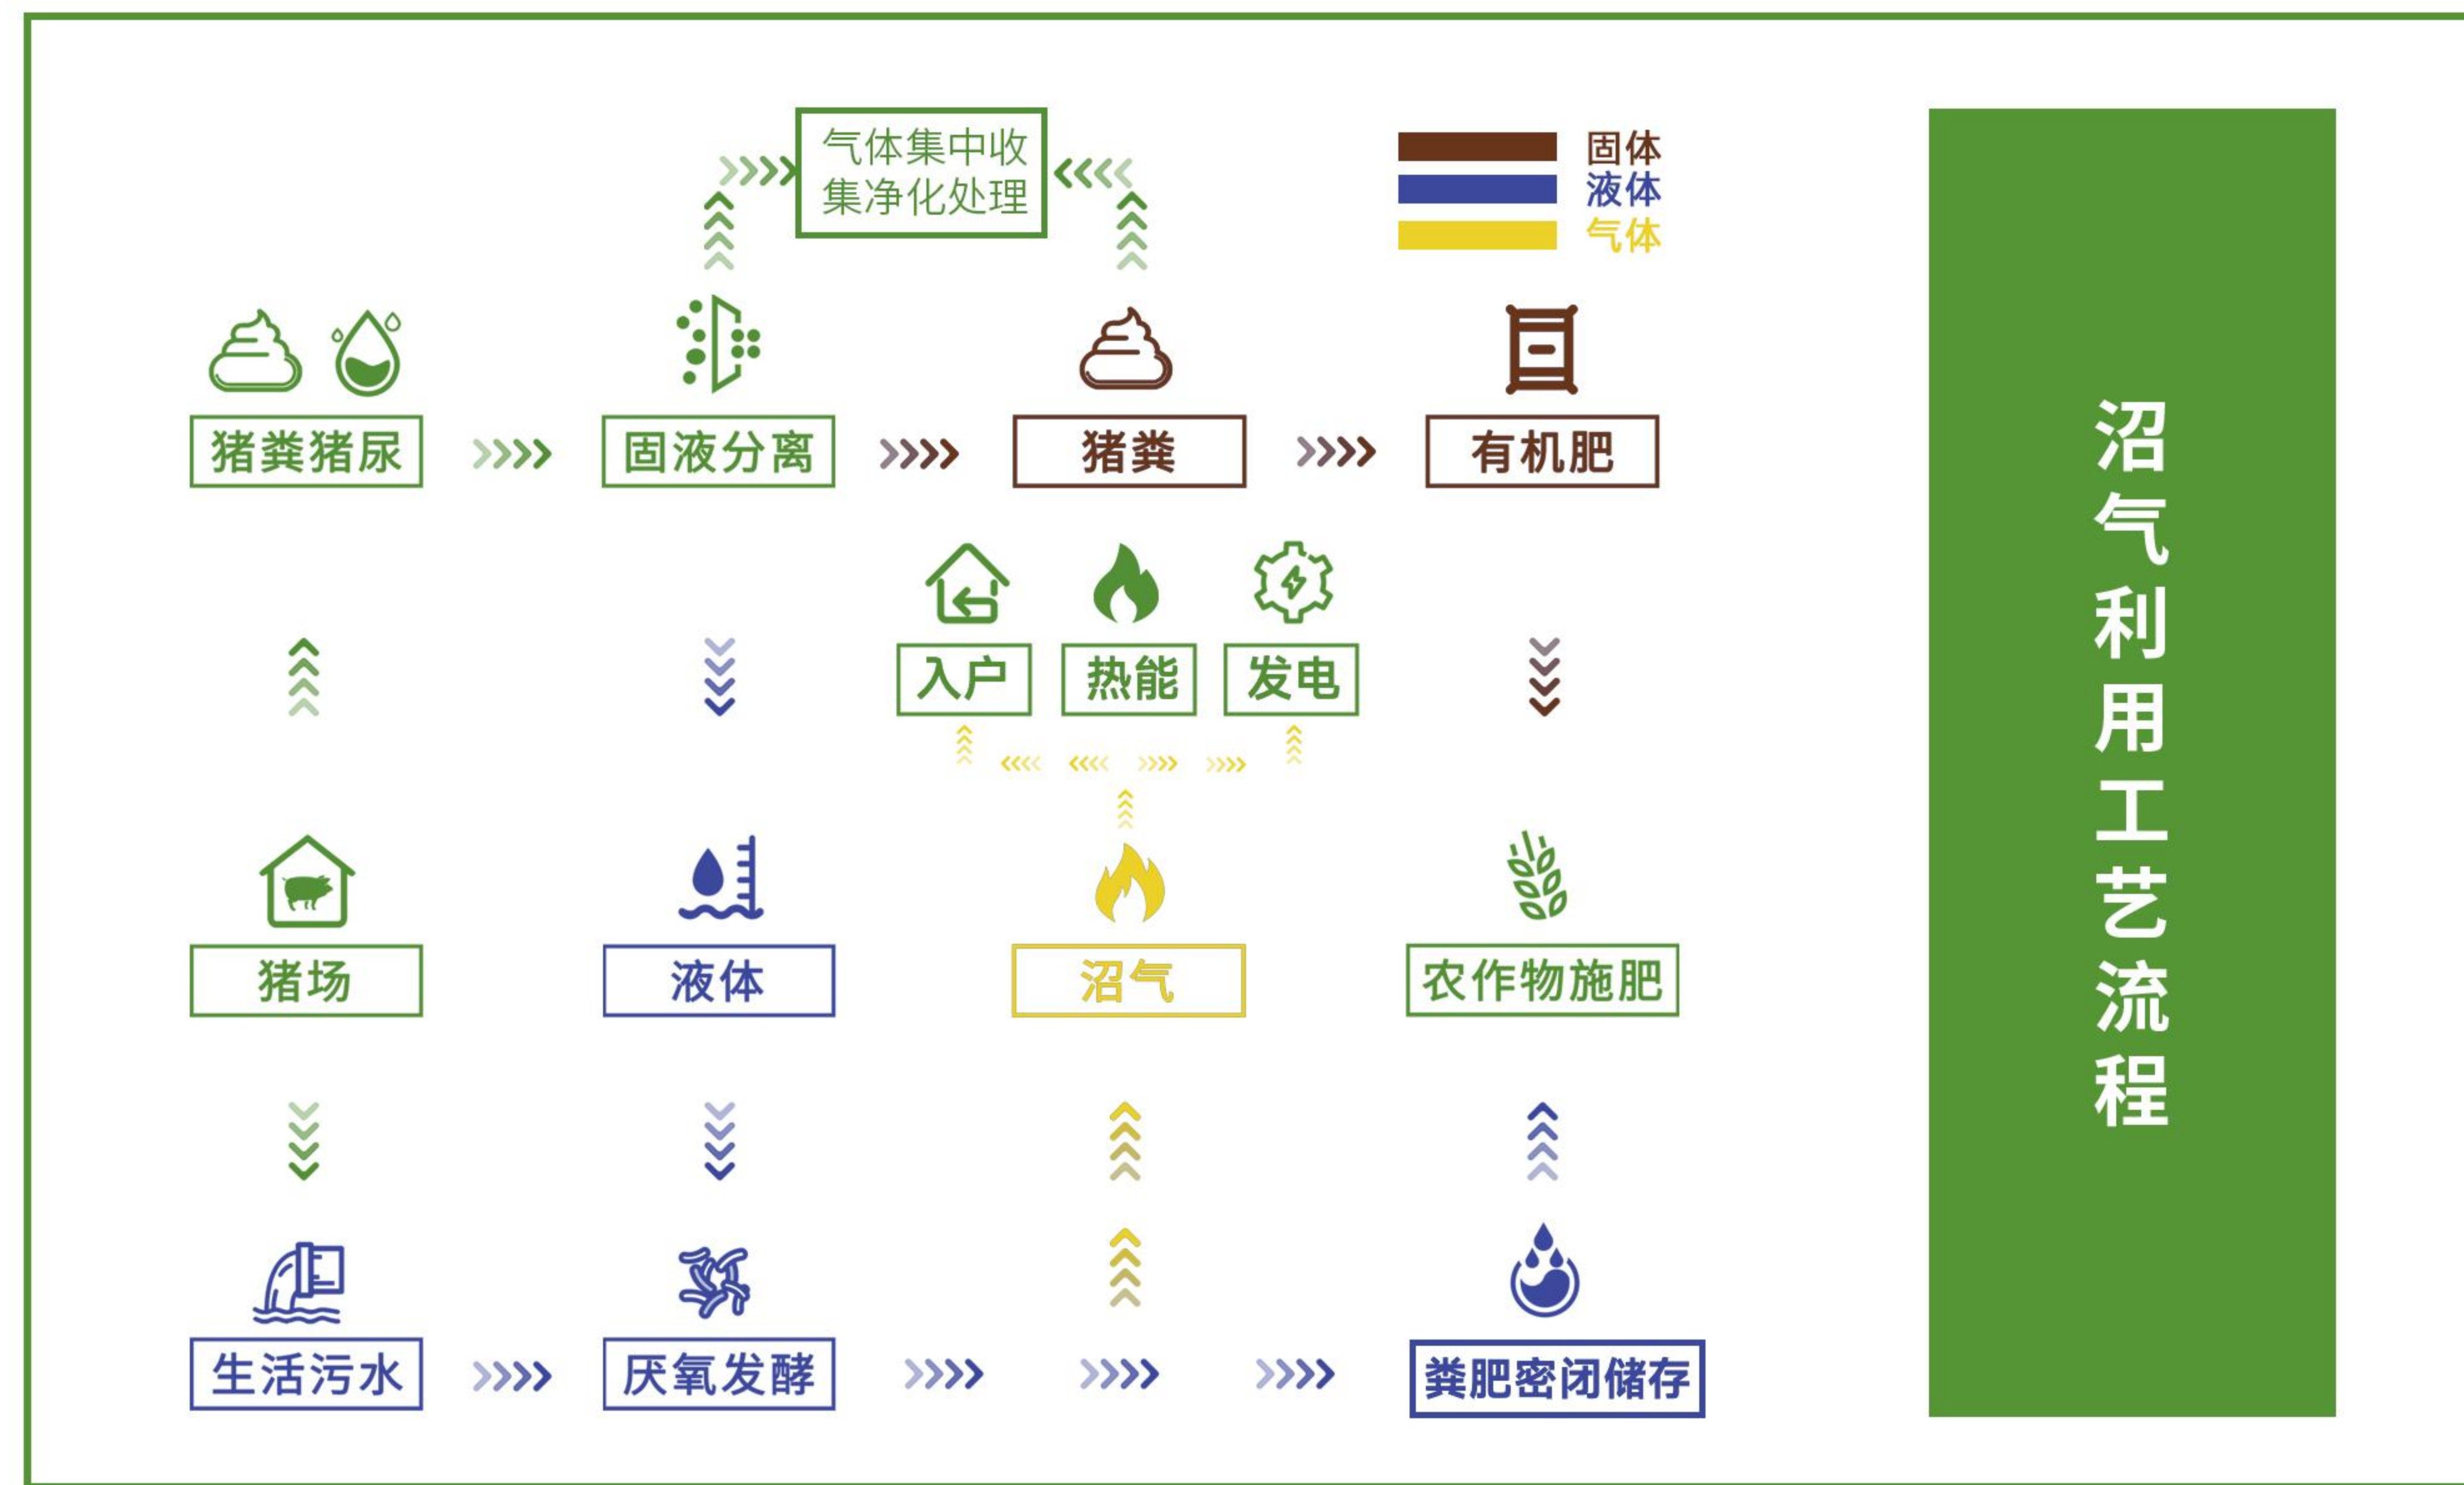 气体集中收
集净化处理
固体
液体
气体
猪粪猪尿
固液分离
猪粪
有机肥
入户
热能
发电
猪场
液体
沼气
农作物施肥
生活污水
厌氧发酵
粪肥密闭储存
沼气利用工艺流程